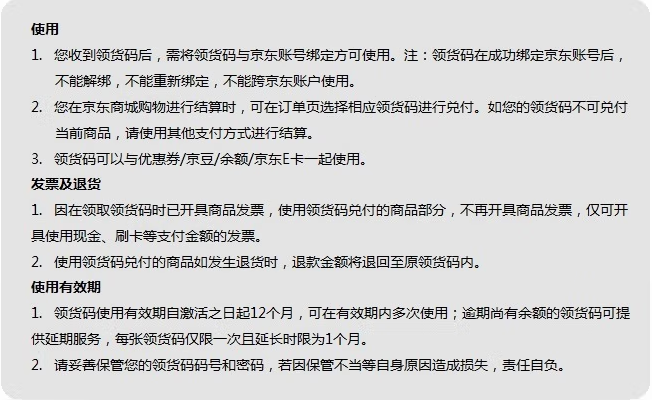 使用
1. 您收到领货码后，需将领货码与京东账号绑定方可使用。注：领货码在成功绑定京东账号后，
不能解绑，不能重新绑定，不能跨京东账户使用。
2. 您在京东商城购物进行结算时，可在订单页选择相应领货码进行兑付。如您的领货码不可兑付
当前商品，请使用其他支付方式进行结算。
3. 领货码可以与优惠券/京豆/余额/京东E卡一起使用。
发票及退货
1. 因在领取领货码时已开具商品发票，使用领货码兑付的商品部分，不再开具商品发票，仅可开
具使用现金、刷卡等支付金额的发票。
2. 使用领货码兑付的商品如发生退货时，退款金额将退回至原领货码内。
使用有效期
1. 领货码使用有效期自激活之日起12个月，可在有效期内多次使用；逾期尚有余额的领货码可提
供延期服务，每张领货码仅限一次且延长时限为1个月。
2. 请妥善保管您的领货码码号和密码，若因保管不当等自身原因造成损失，责任自负。